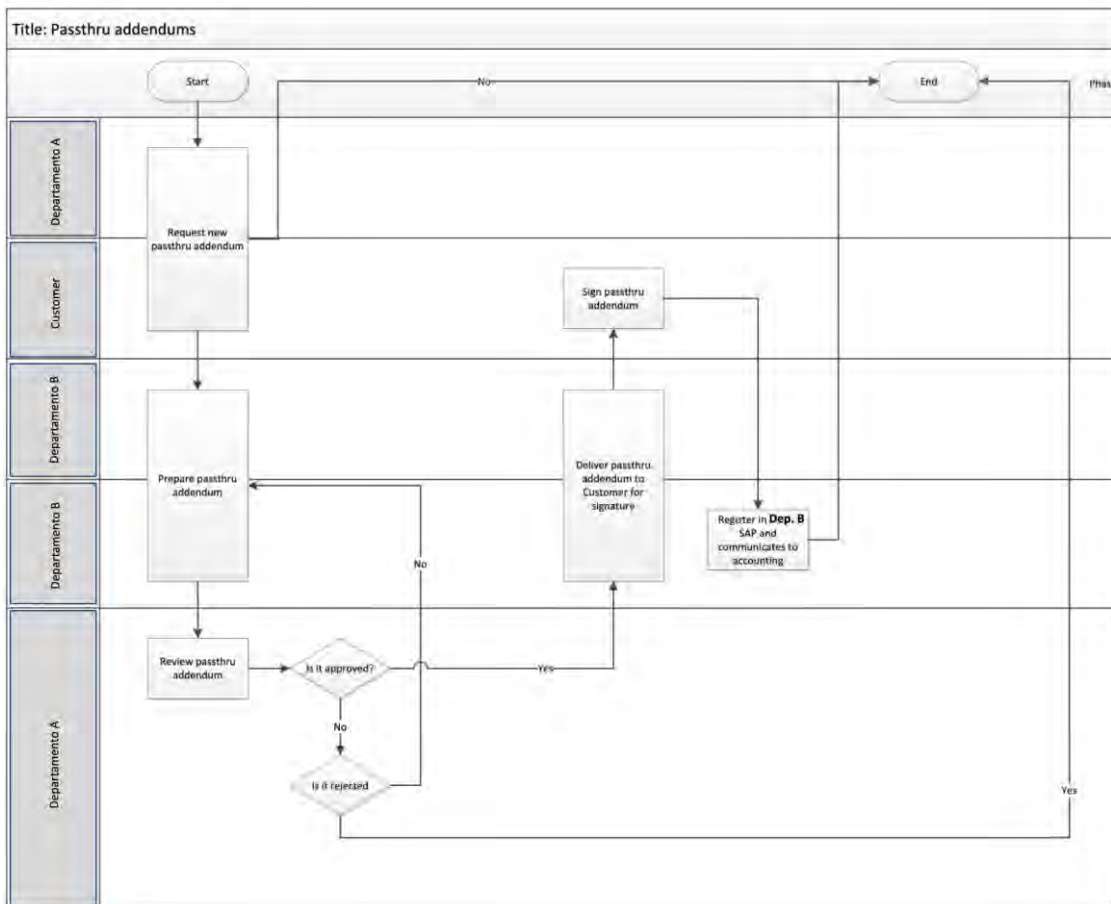 Title: Passthru addendums
Start
No
End
Phas
Departamento A
Request new
passthru addendum
Customer
Sign passthru
addendum
Departamento B
Prepare passthru
addendum
Deliver passthru
addendum to
Customer for
signature
Departamento B
Register in Dep. B
SAP and
communicates to
accounting
No
Departamento A
Review passthru
addendum
Is it approved?
Yes
No
Is it rejected
Yes